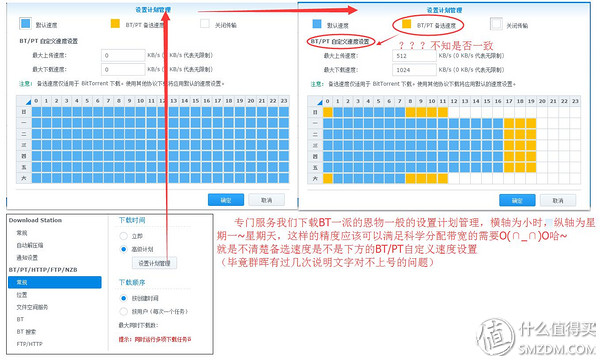 设置计划管理
默认速度
BT/PT 备选速度
关闭传输
BT/PT 自定义速度设置
最大上传速度：
0
KB/s (0 代表无限制)
最大下载速度：
0
KB/s (0 代表无限制)
注意： 备选速度仅适用于 BitTorrent 下载。使用其他协议下载将应用默认的速度设置。
0 1 2 3 4 5 6 7 8 9 10 11 12 13 14 15 16 17 18 19 20 21 22 23
日
一
二
三
四
五
六
确定
取消
设置计划管理
默认速度
BT/PT 备选速度
关闭传输
BT/PT 自定义速度设置
？？？不知是否一致
最大上传速度：
512
KB/s (0 代表无限制)
最大下载速度：
1024
KB/s (0 代表无限制)
注意： 备选速度仅适用于 BitTorrent 下载。使用其他协议下载将应用默认的速度设置。
0 1 2 3 4 5 6 7 8 9 10 11 12 13 14 15 16 17 18 19 20 21 22 23
日
一
二
三
四
五
六
确定
取消
Download Station
常规
自动解压缩
通知设置
BT/PT/HTTP/FTP/NZB
常规
位置
文件空间服务
BT
BT 搜索
FTP/HTTP
下载时间
立即
高级计划
设置计划管理
下载顺序
依创建时间
依用户 (每次一个任务)
最大同时下载数:
提示：同时运行多项下载任务
专门服务我们下载BT一派的恩物一般的设置计划管理，横轴为小时，纵轴为星
期一~星期天，这样的精度应该可以满足科学分配带宽的需要O(∩_∩)O哈~
就是不清楚备选速度是不是下方的BT/PT自定义速度设置
（毕竟群晖有过几次说明文字对不上号的问题）
值 什么值得买
SMZDM.COM